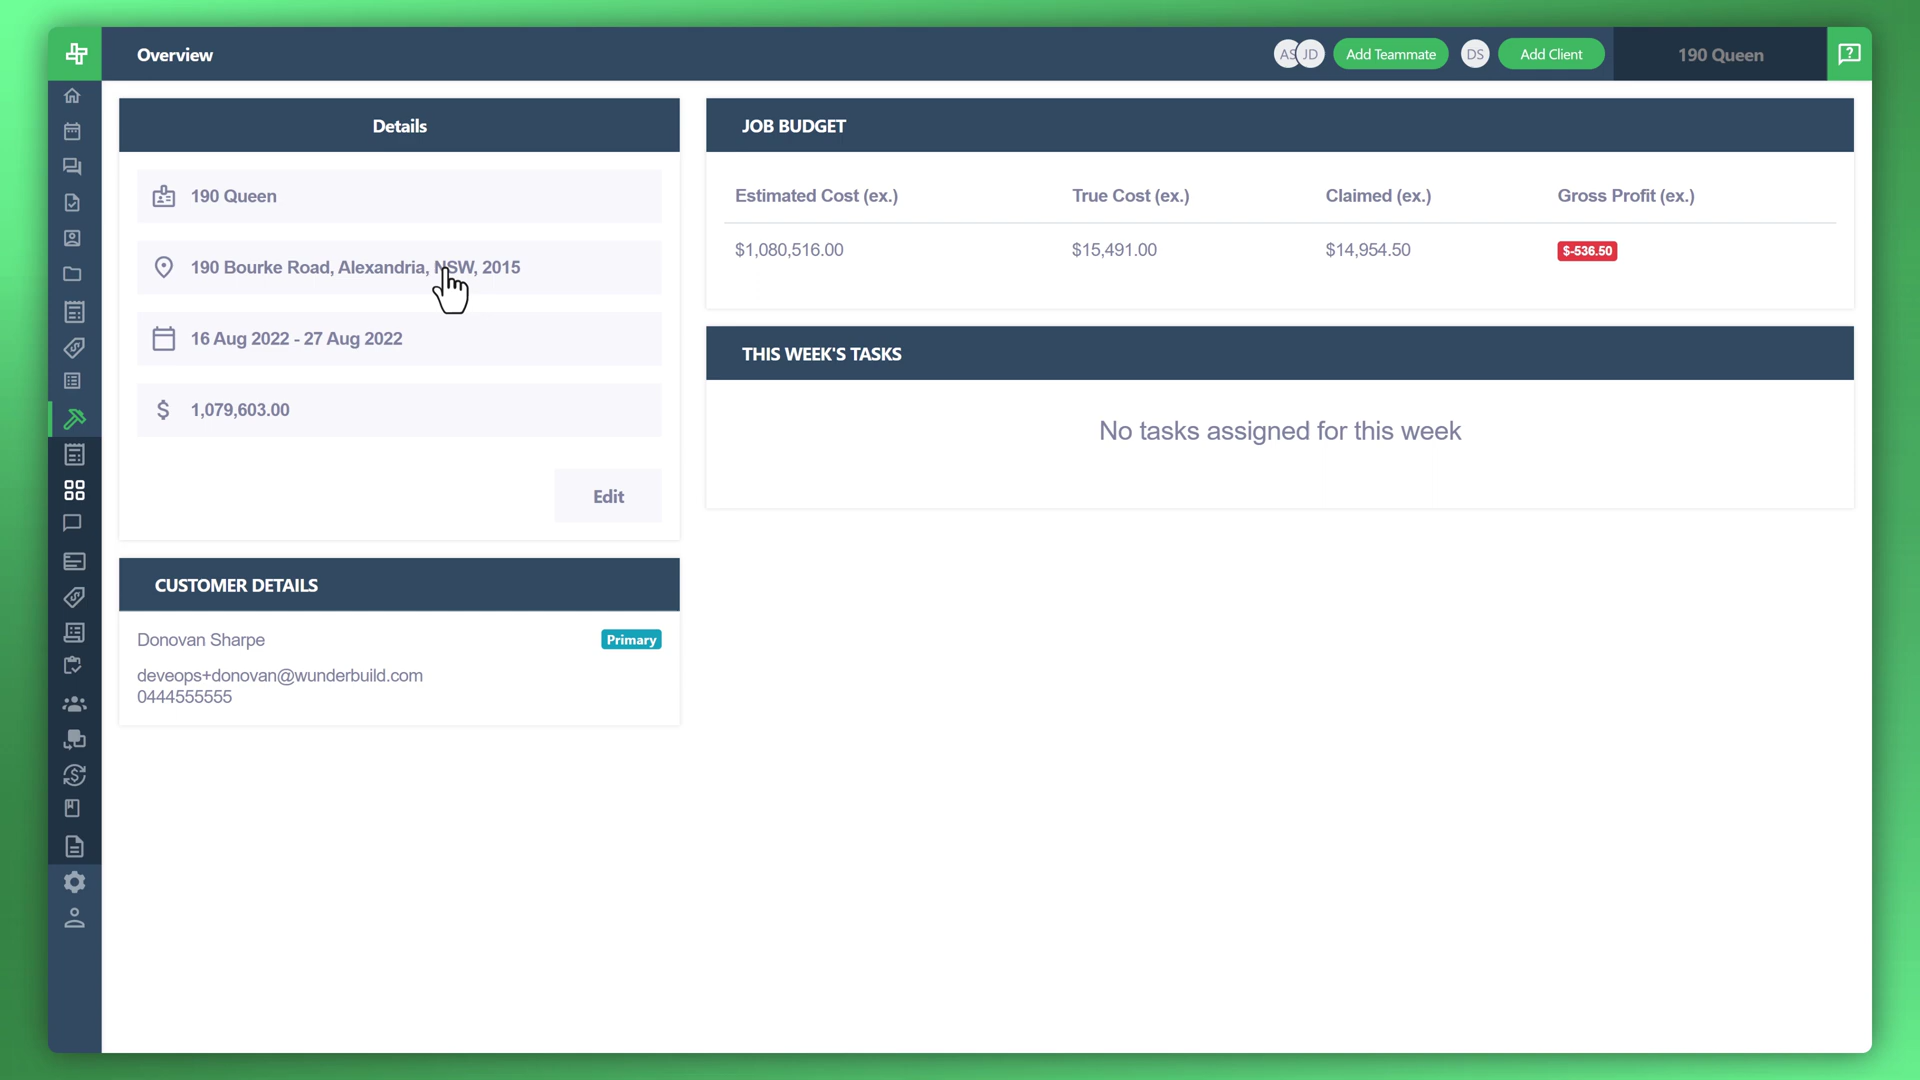 Overview
AS
JD
Add Teammate
DS
Add Client
190 Queen
Details
190 Queen
190 Bourke Road, Alexandria, NSW, 2015
16 Aug 2022 - 27 Aug 2022
1,079,603.00
Edit
CUSTOMER DETAILS
Donovan Sharpe
Primary
deveops+donovan@wunderbuild.com
0444555555
JOB BUDGET
Estimated Cost (ex.) True Cost (ex.) Claimed (ex.) Gross Profit (ex.)
$1,080,516.00 $15,491.00 $14,954.50 $-536.50
THIS WEEK'S TASKS
No tasks assigned for this week